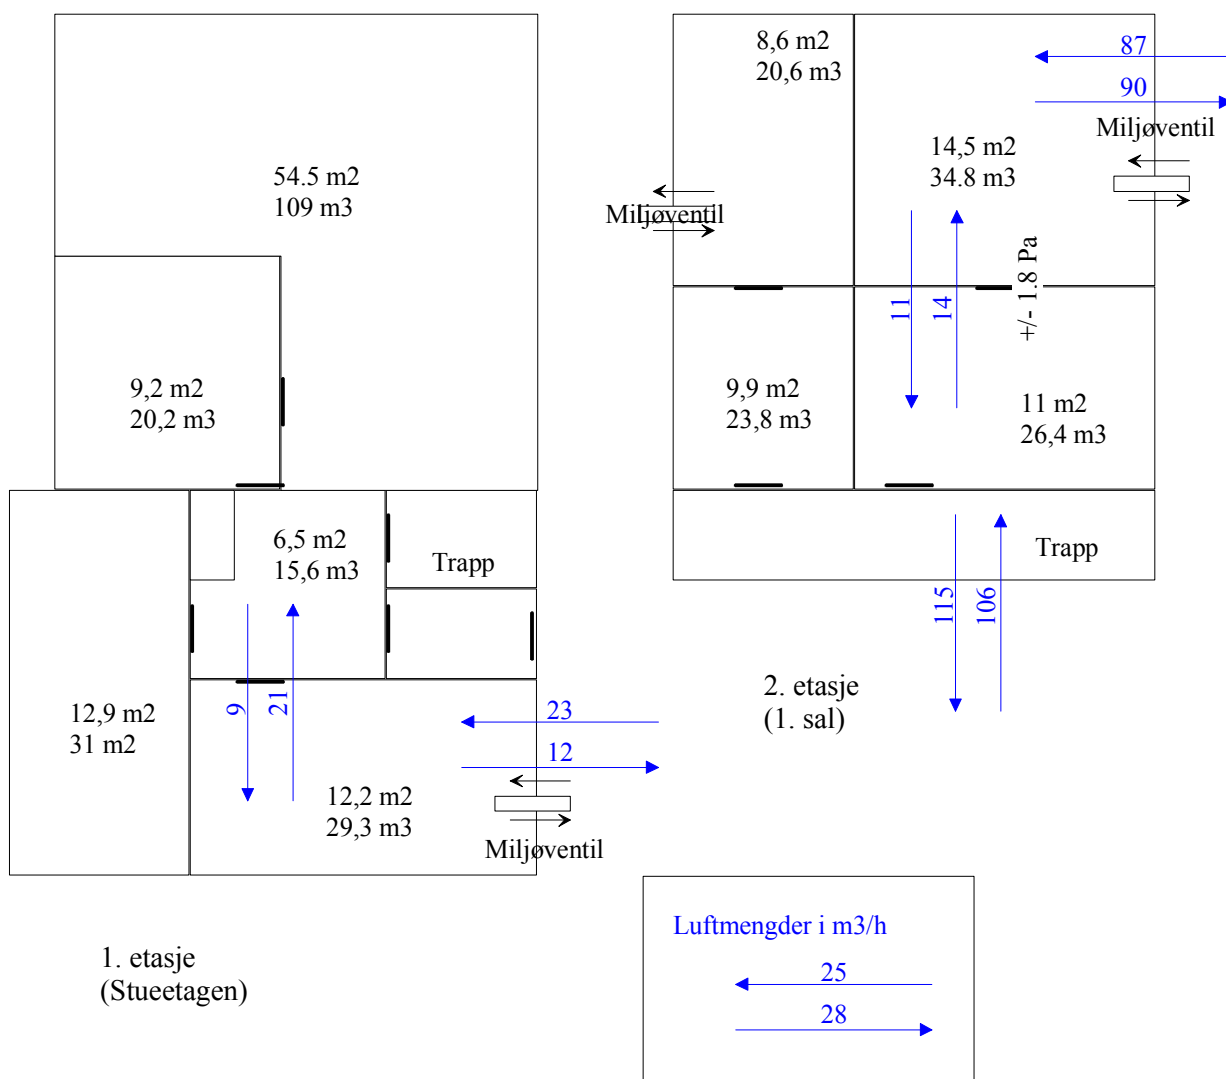 54.5 m2
109 m3
9,2 m2
20,2 m3
6,5 m2
15,6 m3
Trapp
12,9 m2
31 m2
9
21
23
12
12,2 m2
29,3 m3
Miljøventil
1. etasje
(Stueetagen)
8,6 m2
20,6 m3
87
90
Miljøventil
14,5 m2
34.8 m3
Miljøventil
11
14
+/- 1.8 Pa
9,9 m2
23,8 m3
11 m2
26,4 m3
Trapp
115
106
2. etasje
(1. sal)
Luftmengder i m3/h
25
28